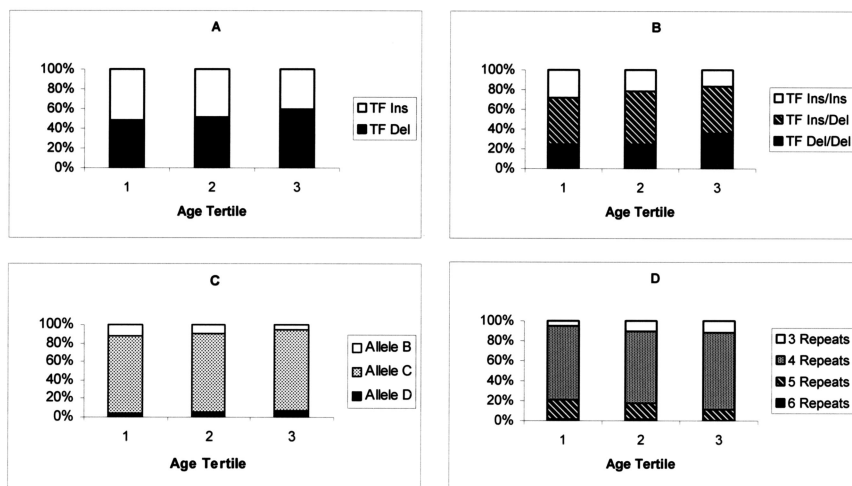 A
100%
80%
60%
40%
20%
0%
1 2 3
Age Tertile
TF Ins
TF Del
B
100%
80%
60%
40%
20%
0%
1 2 3
Age Tertile
TF Ins/Ins
TF Ins/Del
TF Del/Del
C
100%
80%
60%
40%
20%
0%
1 2 3
Age Tertile
Allele B
Allele C
Allele D
D
100%
80%
60%
40%
20%
0%
1 2 3
Age Tertile
3 Repeats
4 Repeats
5 Repeats
6 Repeats